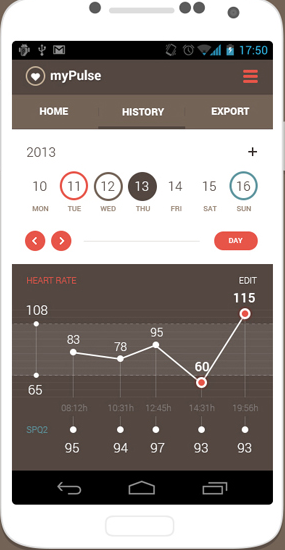 17:50
myPulse
HOME HISTORY EXPORT
2013 +
10 11 12 13 14 15 16
MON TUE WED THU FRI SAT SUN
DAY
HEART RATE EDIT
115
108
95
83
78
60
65
08:12h 10:31h 12:45h 14:31h 19:56h
SPO2
95 94 97 93 93